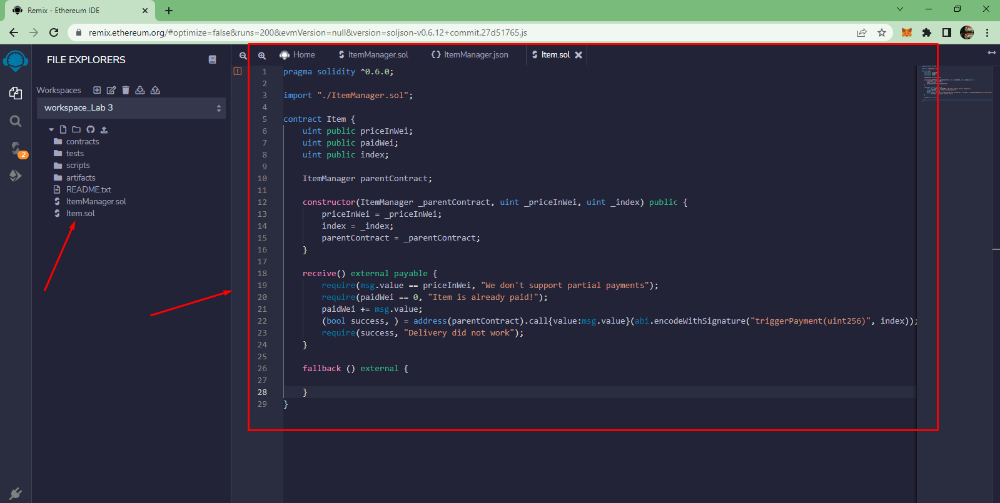 Remix - Ethereum IDE
remix.ethereum.org/#optimize=false&runs=200&evmVersion=null&version=soljson-v0.6.12+commit.27d51765.js
FILE EXPLORERS
Workspaces
workspace_Lab 3
contracts
tests
scripts
artifacts
README.txt
ItemManager.sol
Item.sol
2
Home ItemManager.sol ItemManager.json Item.sol
1 pragma solidity ^0.6.0;
2
3 import "./ItemManager.sol";
4
5 contract Item {
6 uint public priceInWei;
7 uint public paidWei;
8 uint public index;
9
10 ItemManager parentContract;
11
12 constructor(ItemManager _parentContract, uint _priceInWei, uint _index) public {
13 priceInWei = _priceInWei;
14 index = _index;
15 parentContract = _parentContract;
16 }
17
18 receive() external payable {
19 require(msg.value == priceInWei, "We don't support partial payments");
20 require(paidWei == 0, "Item is already paid!");
21 paidWei += msg.value;
22 (bool success, ) = address(parentContract).call{value:msg.value}(abi.encodeWithSignature("triggerPayment(uint256)", index));
23 require(success, "Delivery did not work");
24 }
25
26 fallback () external {
27
28 }
29 }